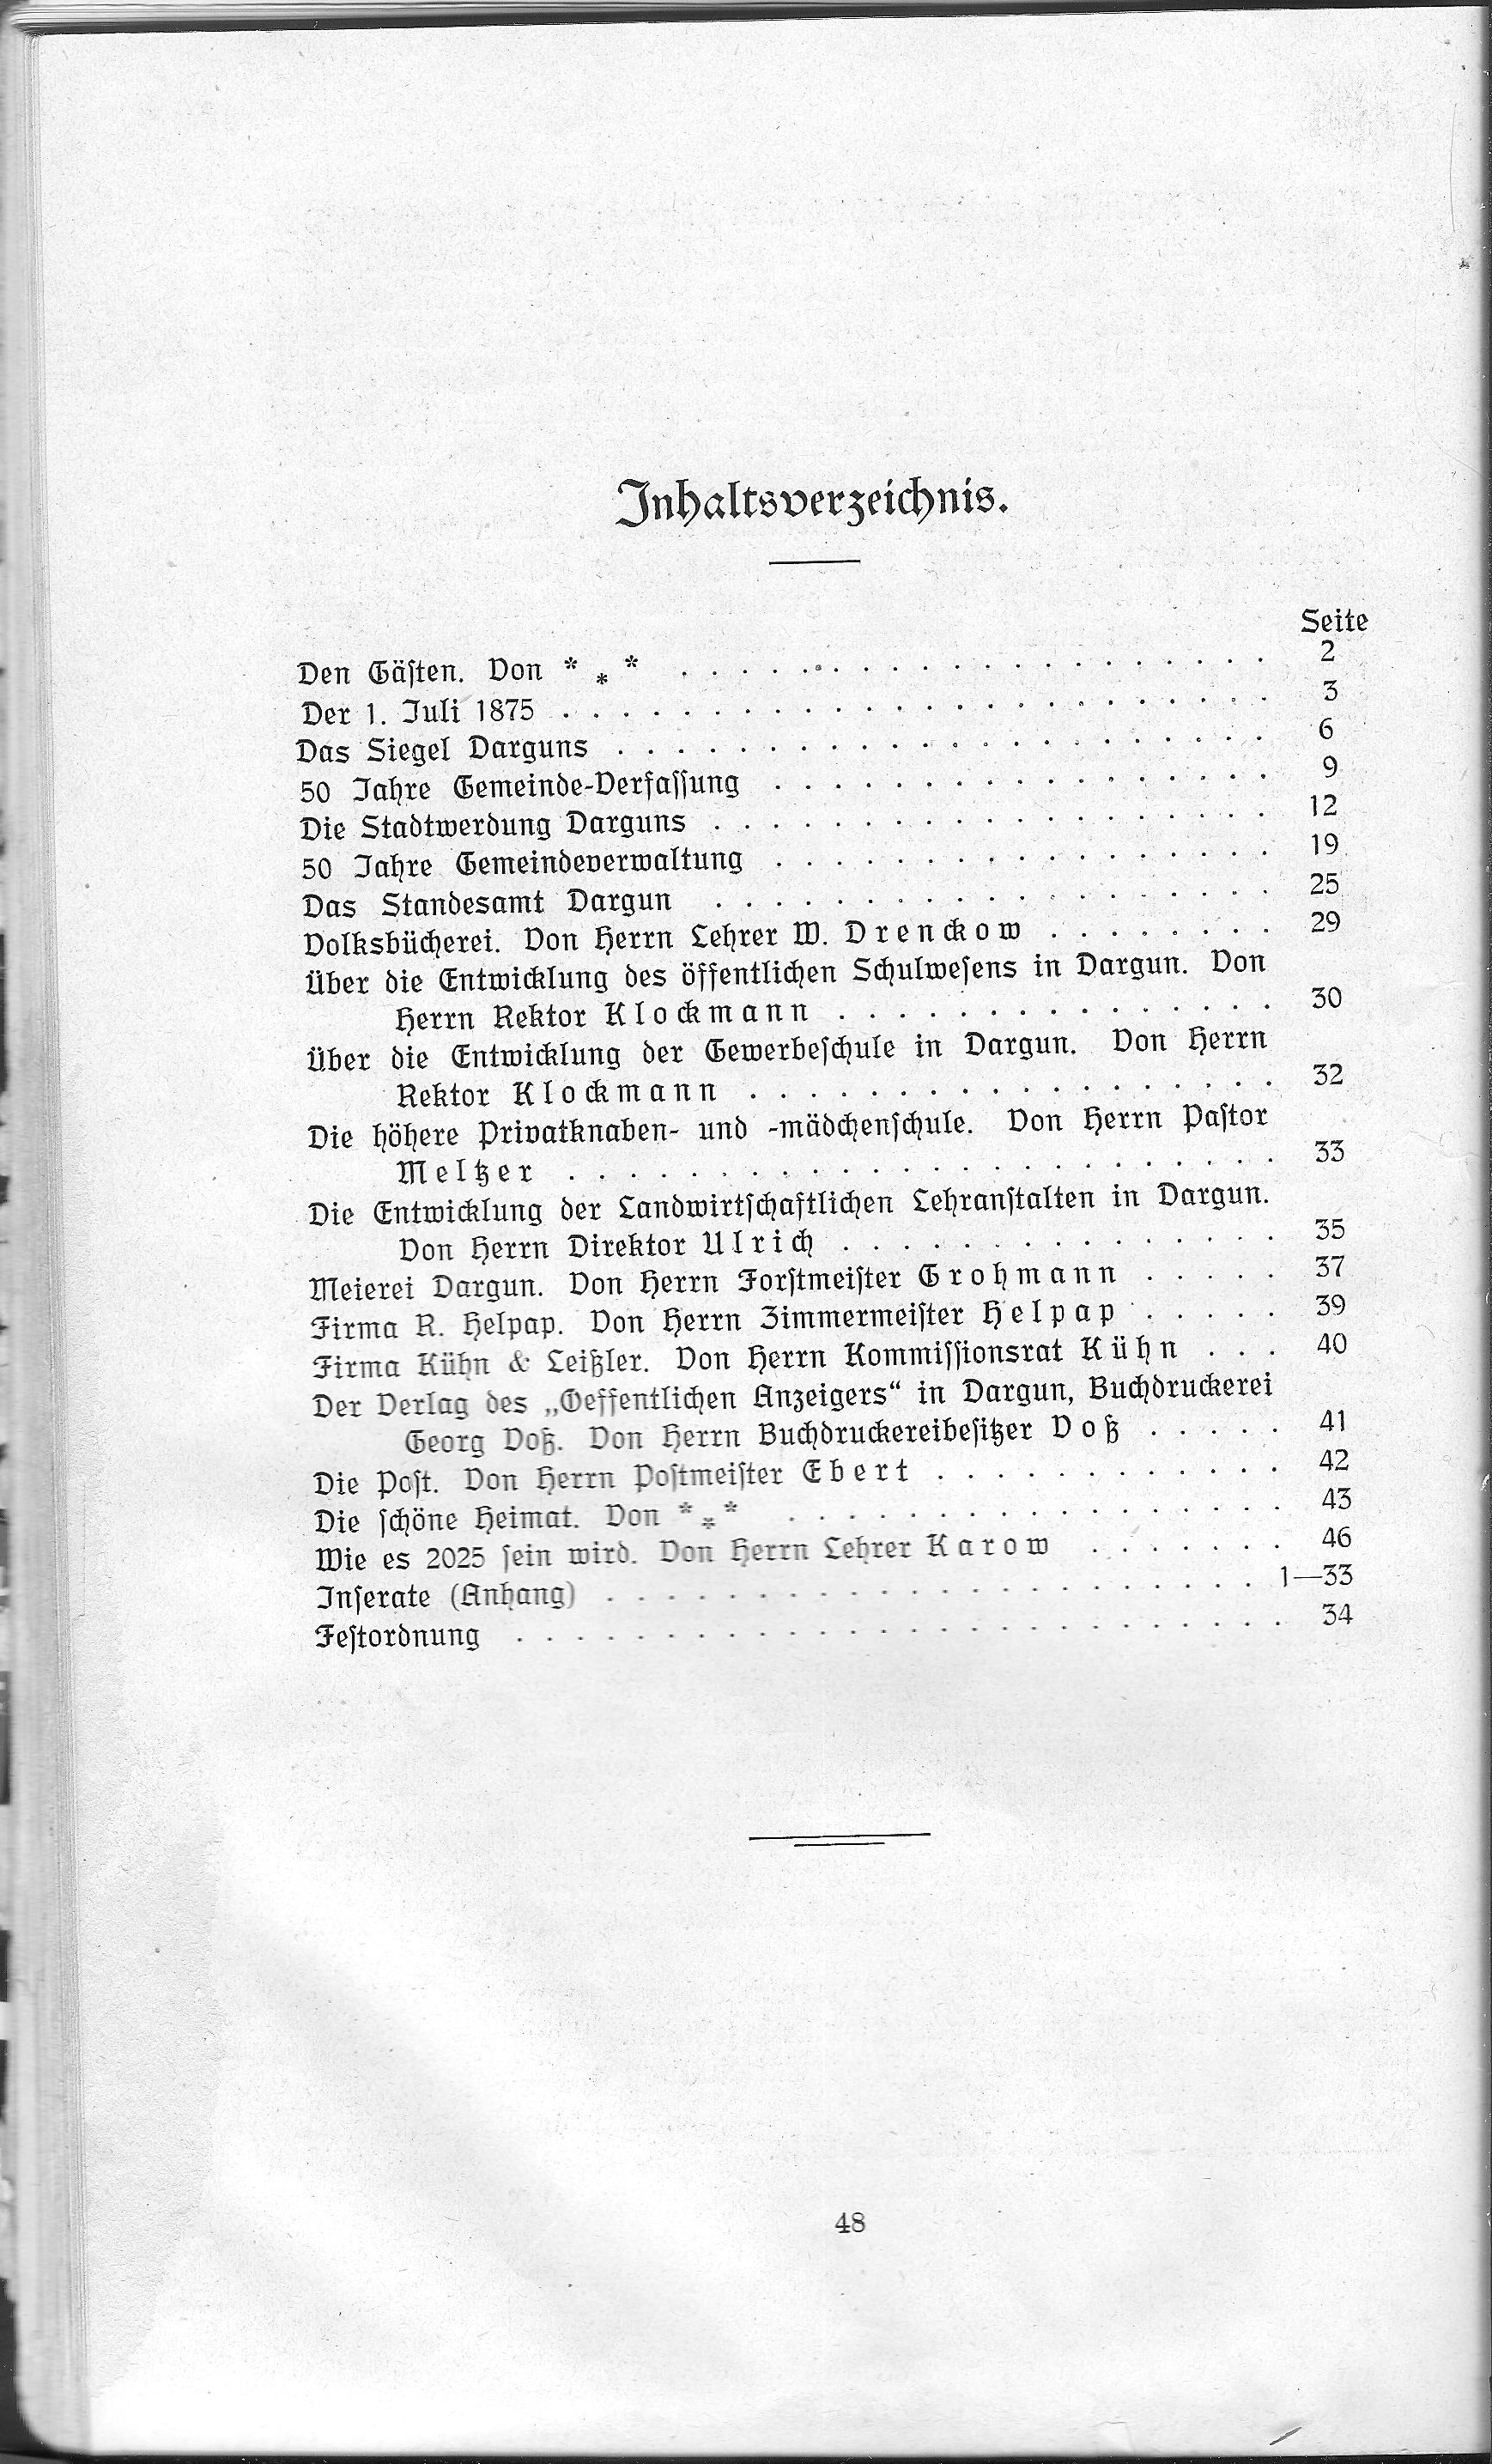 Inhaltsverzeichnis.
Seite
Den Gäſten. Von *** . . . . . . . . . . . . . . . . . . . . 2
Der 1. Juli 1875 . . . . . . . . . . . . . . . . . . . . . . . . 3
Das Siegel Darguns . . . . . . . . . . . . . . . . . . . . . . 6
50 Jahre Gemeinde-Verfaſſung . . . . . . . . . . . . . . . . . 9
Die Stadtwerdung Darguns . . . . . . . . . . . . . . . . . . . 12
50 Jahre Gemeindeverwaltung . . . . . . . . . . . . . . . . . 19
Das Standesamt Dargun . . . . . . . . . . . . . . . . . . . 25
Volksbücherei. Von Herrn Lehrer W. Drenckow . . . . . . . . 29
Über die Entwicklung des öffentlichen Schulweſens in Dargun. Von
Herrn Rektor Klockmann . . . . . . . . . . . . . . . 30
Über die Entwicklung der Gewerbeſchule in Dargun. Von Herrn
Rektor Klockmann . . . . . . . . . . . . . . . . . . 32
Die höhere Privatknaben- und -mädchenſchule. Von Herrn Paſtor
Meltzer . . . . . . . . . . . . . . . . . . . . . . . . 33
Die Entwicklung der Landwirtſchaftlichen Lehranſtalten in Dargun.
Von Herrn Direktor Ulrich . . . . . . . . . . . . . . . 35
Meierei Dargun. Von Herrn Forſtmeiſter Grohmann . . . . . 37
Firma R. Helpap. Von Herrn Zimmermeiſter Helpap . . . . . 39
Firma Kühn & Leißler. Von Herrn Kommiſſionsrat Kühn . . . 40
Der Verlag des „Oeffentlichen Anzeigers“ in Dargun, Buchdruckerei
Georg Doß. Von Herrn Buchdruckereibeſitzer Doß . . . . . 41
Die Poſt. Von Herrn Poſtmeiſter Ebert . . . . . . . . . . . . 42
Die ſchöne Heimat. Von *** . . . . . . . . . . . . . . . . . 43
Wie es 2025 ſein wird. Von Herrn Lehrer Karow . . . . . . . 46
Inſerate (Anhang) . . . . . . . . . . . . . . . . . . . . . . 1—33
Feſtordnung . . . . . . . . . . . . . . . . . . . . . . . . . . 34
48